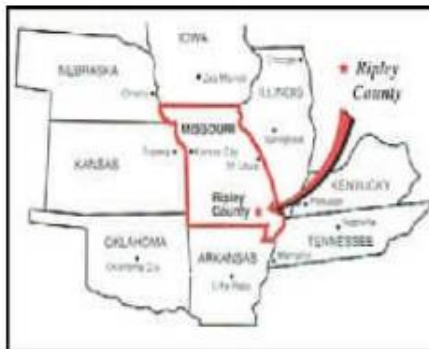 IOWA
Chicago
★ Ripley
County
NEBRASKA
Des Moines
Omaha
ILLINOIS
MISSOURI
Springfield
KANSAS
Topeka
Kansas City
St. Louis
KENTUCKY
Ripley
County ★
Paducah
Nashville
OKLAHOMA
TENNESSEE
Oklahoma City
ARKANSAS
Memphis
Little Rock